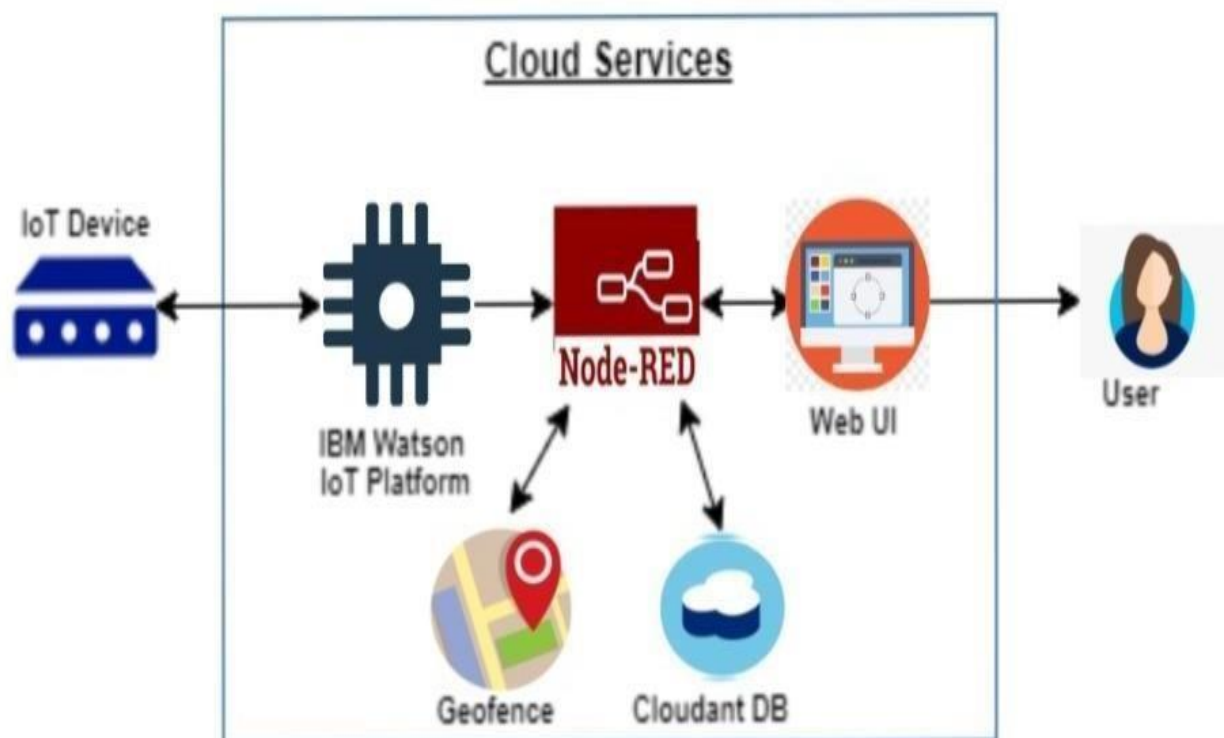 Cloud Services
IoT Device
Node-RED
IBM Watson
IoT Platform
Web UI
User
Geofence
Cloudant DB